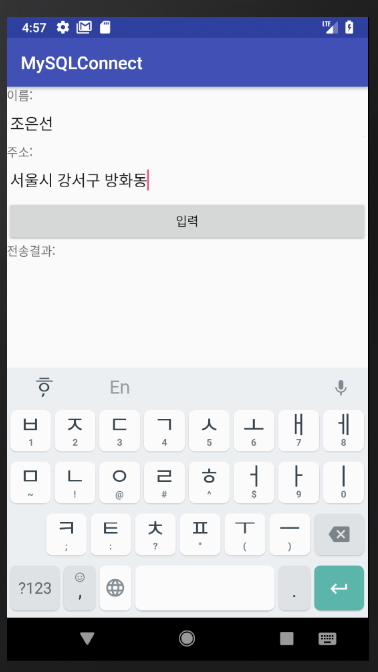 4:57 LTE
MySQLConnect
이름:
조은선
주소:
서울시 강서구 방화동
입력
전송결과:
En
ㅂ ㅈ ㄷ ㄱ ㅅ ㅗ ㅐ ㅔ
1 2 3 4 5 6 7 8
ㅁ ㄴ ㅇ ㄹ ㅎ ㅓ ㅏ ㅣ
~ ! @ # ^ $ 9 0
ㅋ ㅌ ㅊ ㅍ ㅜ ㅡ
; : ? " ( )
?123 , .